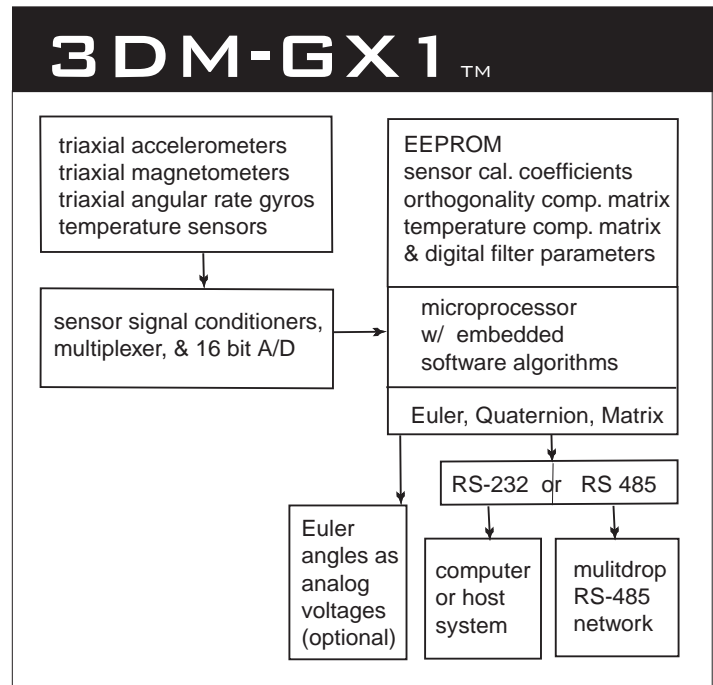 3DM-GX1 TM
triaxial accelerometers
triaxial magnetometers
triaxial angular rate gyros
temperature sensors
sensor signal conditioners,
multiplexer, & 16 bit A/D
EEPROM
sensor cal. coefficients
orthogonality comp. matrix
temperature comp. matrix
& digital filter parameters
microprocessor
w/ embedded
software algorithms
Euler, Quaternion, Matrix
RS-232 or RS 485
Euler
angles as
analog
voltages
(optional)
computer
or host
system
mulitdrop
RS-485
network